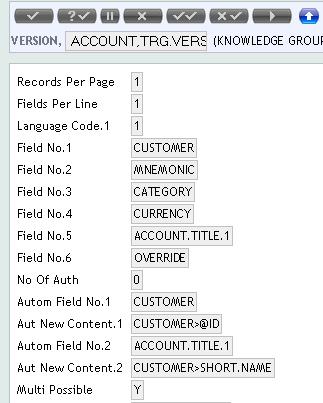 VERSION, ACCOUNT,TRG.VERS (KNOWLEDGE GROUP
Records Per Page 1
Fields Per Line 1
Language Code.1 1
Field No.1 CUSTOMER
Field No.2 MNEMONIC
Field No.3 CATEGORY
Field No.4 CURRENCY
Field No.5 ACCOUNT.TITLE.1
Field No.6 OVERRIDE
No Of Auth 0
Autom Field No.1 CUSTOMER
Aut New Content.1 CUSTOMER>@ID
Autom Field No.2 ACCOUNT.TITLE.1
Aut New Content.2 CUSTOMER>SHORT.NAME
Multi Possible Y